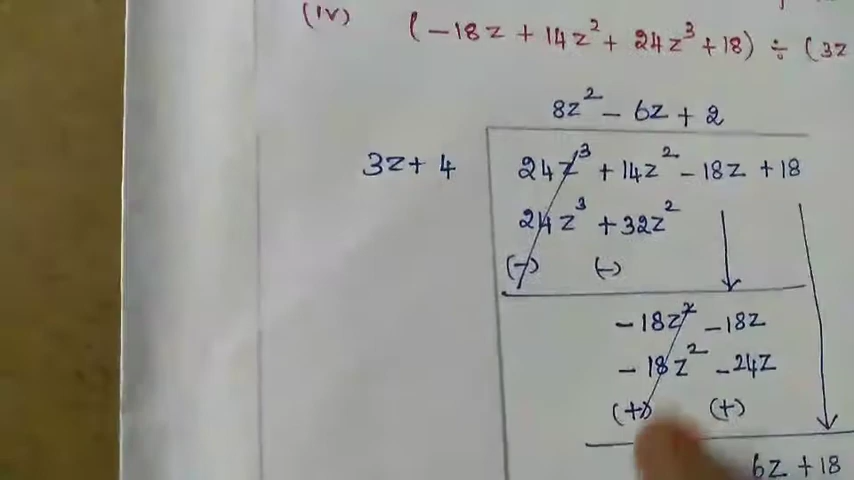 (iv) (-18z + 14z² + 24z³ + 18) ÷ (3z
8z² - 6z + 2
3z + 4 24z³ + 14z² - 18z + 18
24z³ + 32z²
(-) (-)
-18z² - 18z
-18z² - 24z
(+) (+)
6z + 18